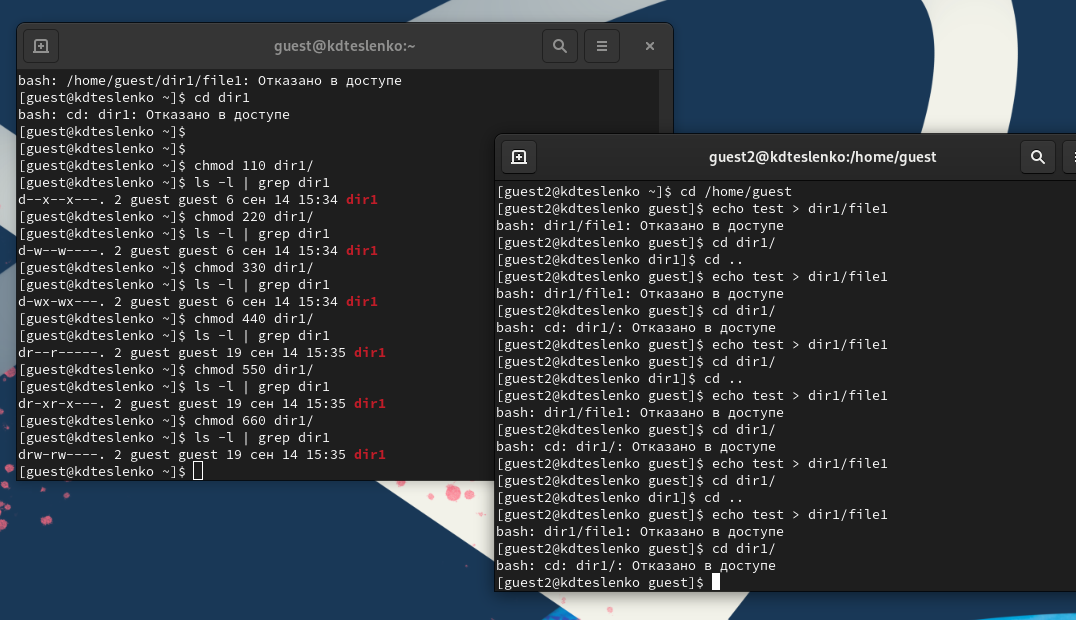 guest@kdteslenko:~
bash: /home/guest/dir1/file1: Отказано в доступе
[guest@kdteslenko ~]$ cd dir1
bash: cd: dir1: Отказано в доступе
[guest@kdteslenko ~]$
[guest@kdteslenko ~]$
[guest@kdteslenko ~]$ chmod 110 dir1/
[guest@kdteslenko ~]$ ls -l | grep dir1
d--x--x---. 2 guest guest 6 сен 14 15:34 dir1
[guest@kdteslenko ~]$ chmod 220 dir1/
[guest@kdteslenko ~]$ ls -l | grep dir1
d-w--w----. 2 guest guest 6 сен 14 15:34 dir1
[guest@kdteslenko ~]$ chmod 330 dir1/
[guest@kdteslenko ~]$ ls -l | grep dir1
d-wx-wx---. 2 guest guest 6 сен 14 15:34 dir1
[guest@kdteslenko ~]$ chmod 440 dir1/
[guest@kdteslenko ~]$ ls -l | grep dir1
dr--r-----. 2 guest guest 19 сен 14 15:35 dir1
[guest@kdteslenko ~]$ chmod 550 dir1/
[guest@kdteslenko ~]$ ls -l | grep dir1
dr-xr-x---. 2 guest guest 19 сен 14 15:35 dir1
[guest@kdteslenko ~]$ chmod 660 dir1/
[guest@kdteslenko ~]$ ls -l | grep dir1
drw-rw----. 2 guest guest 19 сен 14 15:35 dir1
[guest@kdteslenko ~]$
guest2@kdteslenko:/home/guest
[guest2@kdteslenko ~]$ cd /home/guest
[guest2@kdteslenko guest]$ echo test > dir1/file1
bash: dir1/file1: Отказано в доступе
[guest2@kdteslenko guest]$ cd dir1/
[guest2@kdteslenko dir1]$ cd ..
[guest2@kdteslenko guest]$ echo test > dir1/file1
bash: dir1/file1: Отказано в доступе
[guest2@kdteslenko guest]$ cd dir1/
bash: cd: dir1/: Отказано в доступе
[guest2@kdteslenko guest]$ echo test > dir1/file1
[guest2@kdteslenko guest]$ cd dir1/
[guest2@kdteslenko dir1]$ cd ..
[guest2@kdteslenko guest]$ echo test > dir1/file1
bash: dir1/file1: Отказано в доступе
[guest2@kdteslenko guest]$ cd dir1/
bash: cd: dir1/: Отказано в доступе
[guest2@kdteslenko guest]$ echo test > dir1/file1
[guest2@kdteslenko guest]$ cd dir1/
[guest2@kdteslenko dir1]$ cd ..
[guest2@kdteslenko guest]$ echo test > dir1/file1
bash: dir1/file1: Отказано в доступе
[guest2@kdteslenko guest]$ cd dir1/
bash: cd: dir1/: Отказано в доступе
[guest2@kdteslenko guest]$